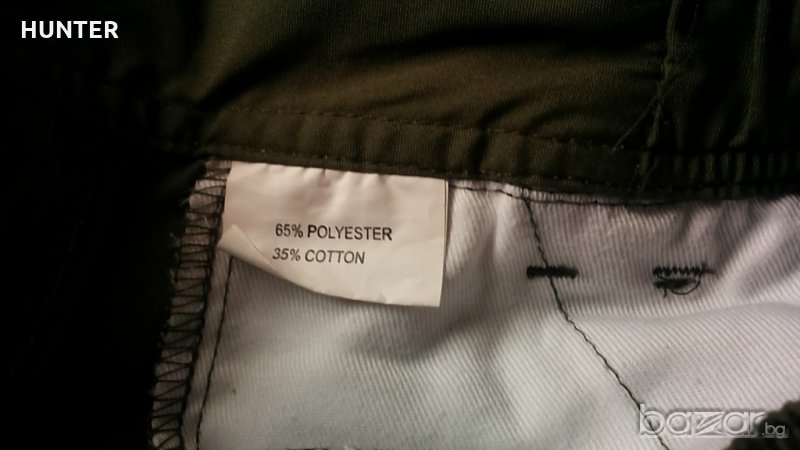 HUNTER
65% POLYESTER
35% COTTON
bazar.bg